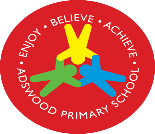 • ENJOY • BELIEVE • ACHIEVE •
ADSWOOD PRIMARY SCHOOL